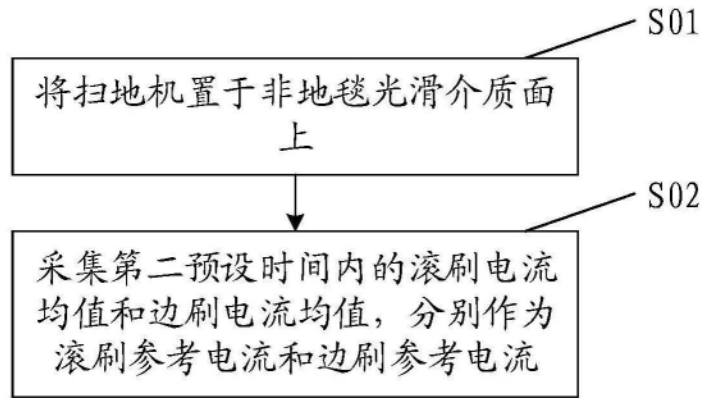 S01
将扫地机置于非地毯光滑介质面
上
S02
采集第二预设时间内的滚刷电流
均值和边刷电流均值，分别作为
滚刷参考电流和边刷参考电流